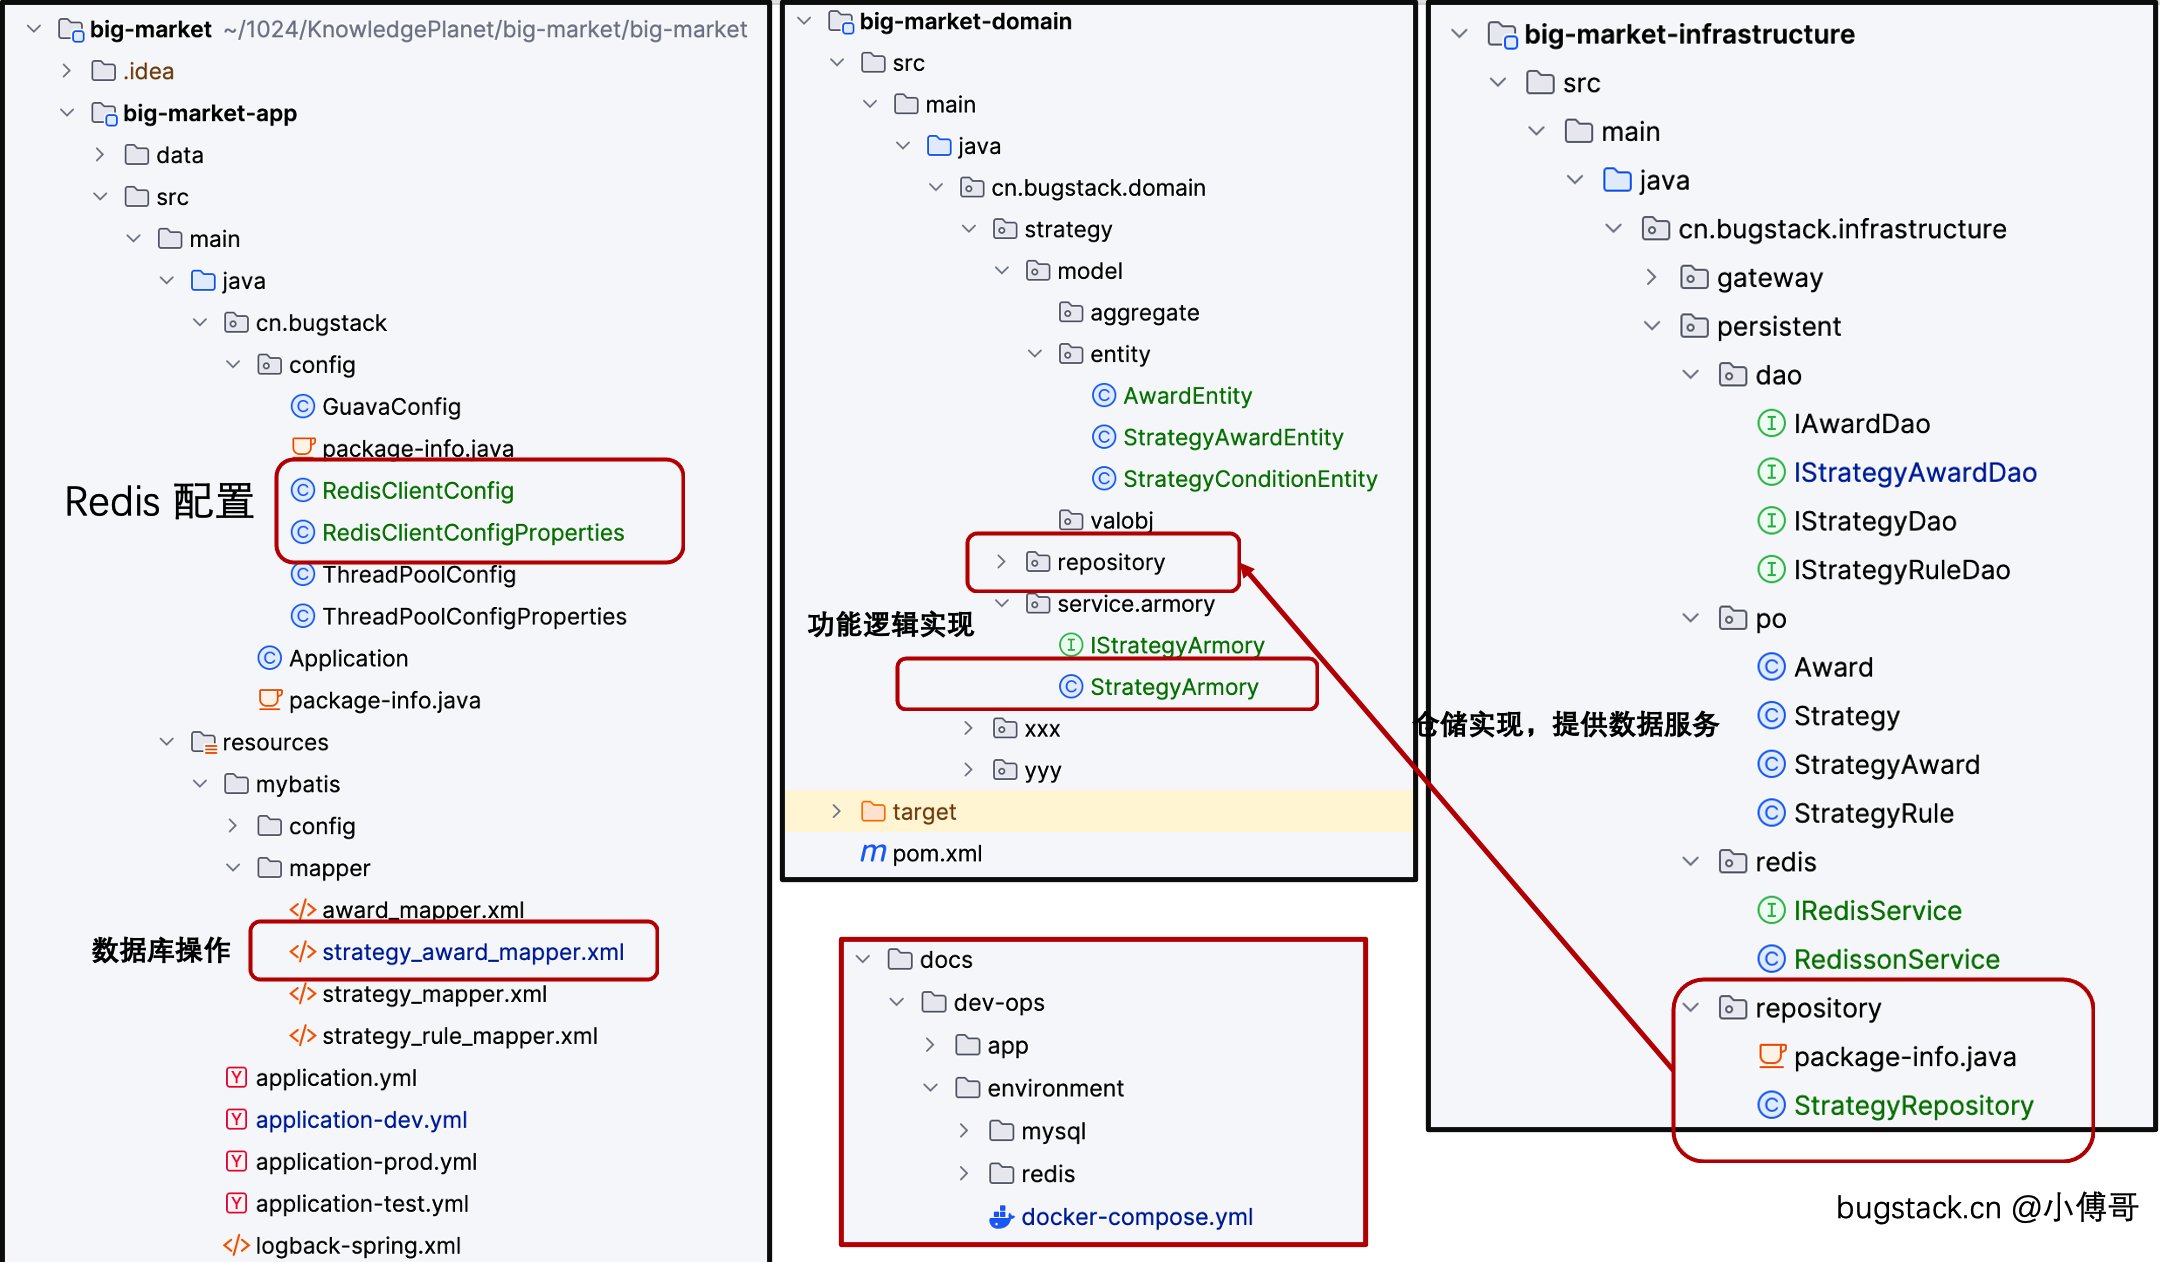 big-market ~/1024/KnowledgePlanet/big-market/big-market
.idea
big-market-app
data
src
main
java
cn.bugstack
config
GuavaConfig
package-info.java
Redis 配置
RedisClientConfig
RedisClientConfigProperties
ThreadPoolConfig
ThreadPoolConfigProperties
Application
package-info.java
resources
mybatis
config
mapper
award_mapper.xml
数据库操作
strategy_award_mapper.xml
strategy_mapper.xml
strategy_rule_mapper.xml
application.yml
application-dev.yml
application-prod.yml
application-test.yml
logback-spring.xml
big-market-domain
src
main
java
cn.bugstack.domain
strategy
model
aggregate
entity
AwardEntity
StrategyAwardEntity
StrategyConditionEntity
valobj
repository
service.armory
功能逻辑实现
IStrategyArmory
StrategyArmory
xxx
yyy
target
pom.xml
docs
dev-ops
app
environment
mysql
redis
docker-compose.yml
big-market-infrastructure
src
main
java
cn.bugstack.infrastructure
gateway
persistent
dao
IAwardDao
IStrategyAwardDao
IStrategyDao
IStrategyRuleDao
po
Award
Strategy
仓储实现，提供数据服务
StrategyAward
StrategyRule
redis
IRedisService
RedissonService
repository
package-info.java
StrategyRepository
bugstack.cn @小傅哥